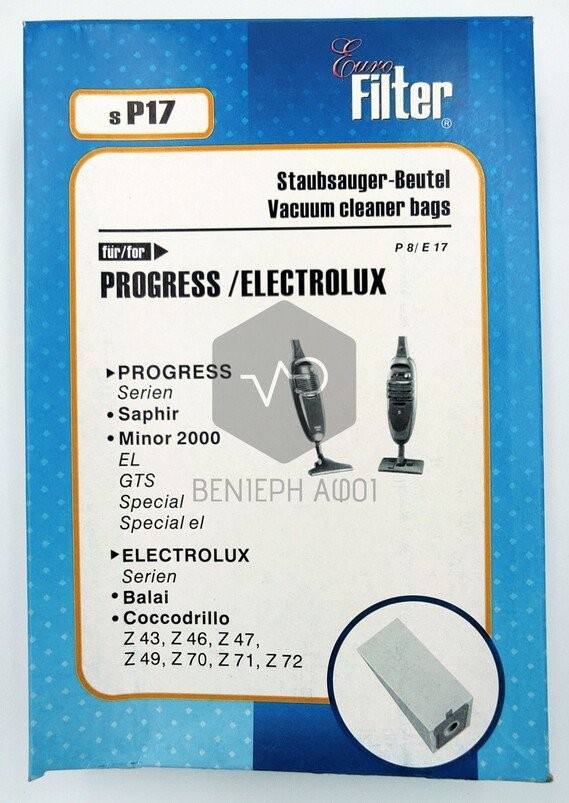 Euro
Filter
®
s P17
Staubsauger-Beutel
Vacuum cleaner bags
für/for
P 8/ E 17
PROGRESS /ELECTROLUX
PROGRESS
Serien
• Saphir
• Minor 2000
EL
GTS
Special
Special el
ΒΕΝΙΕΡΗ ΑΦΟΙ
ELECTROLUX
Serien
• Balai
• Coccodrillo
Z 43, Z 46, Z 47,
Z 49, Z 70, Z 71, Z 72